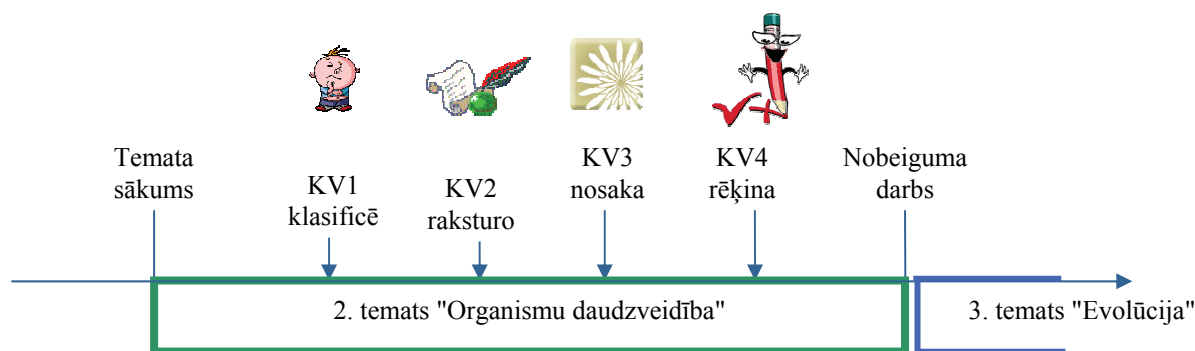 Temata
sākums
KV1
klasificē
KV2
raksturo
KV3
nosaka
KV4
rēķina
Nobeiguma
darbs
2. temats "Organismu daudzveidība"
3. temats "Evolūcija"